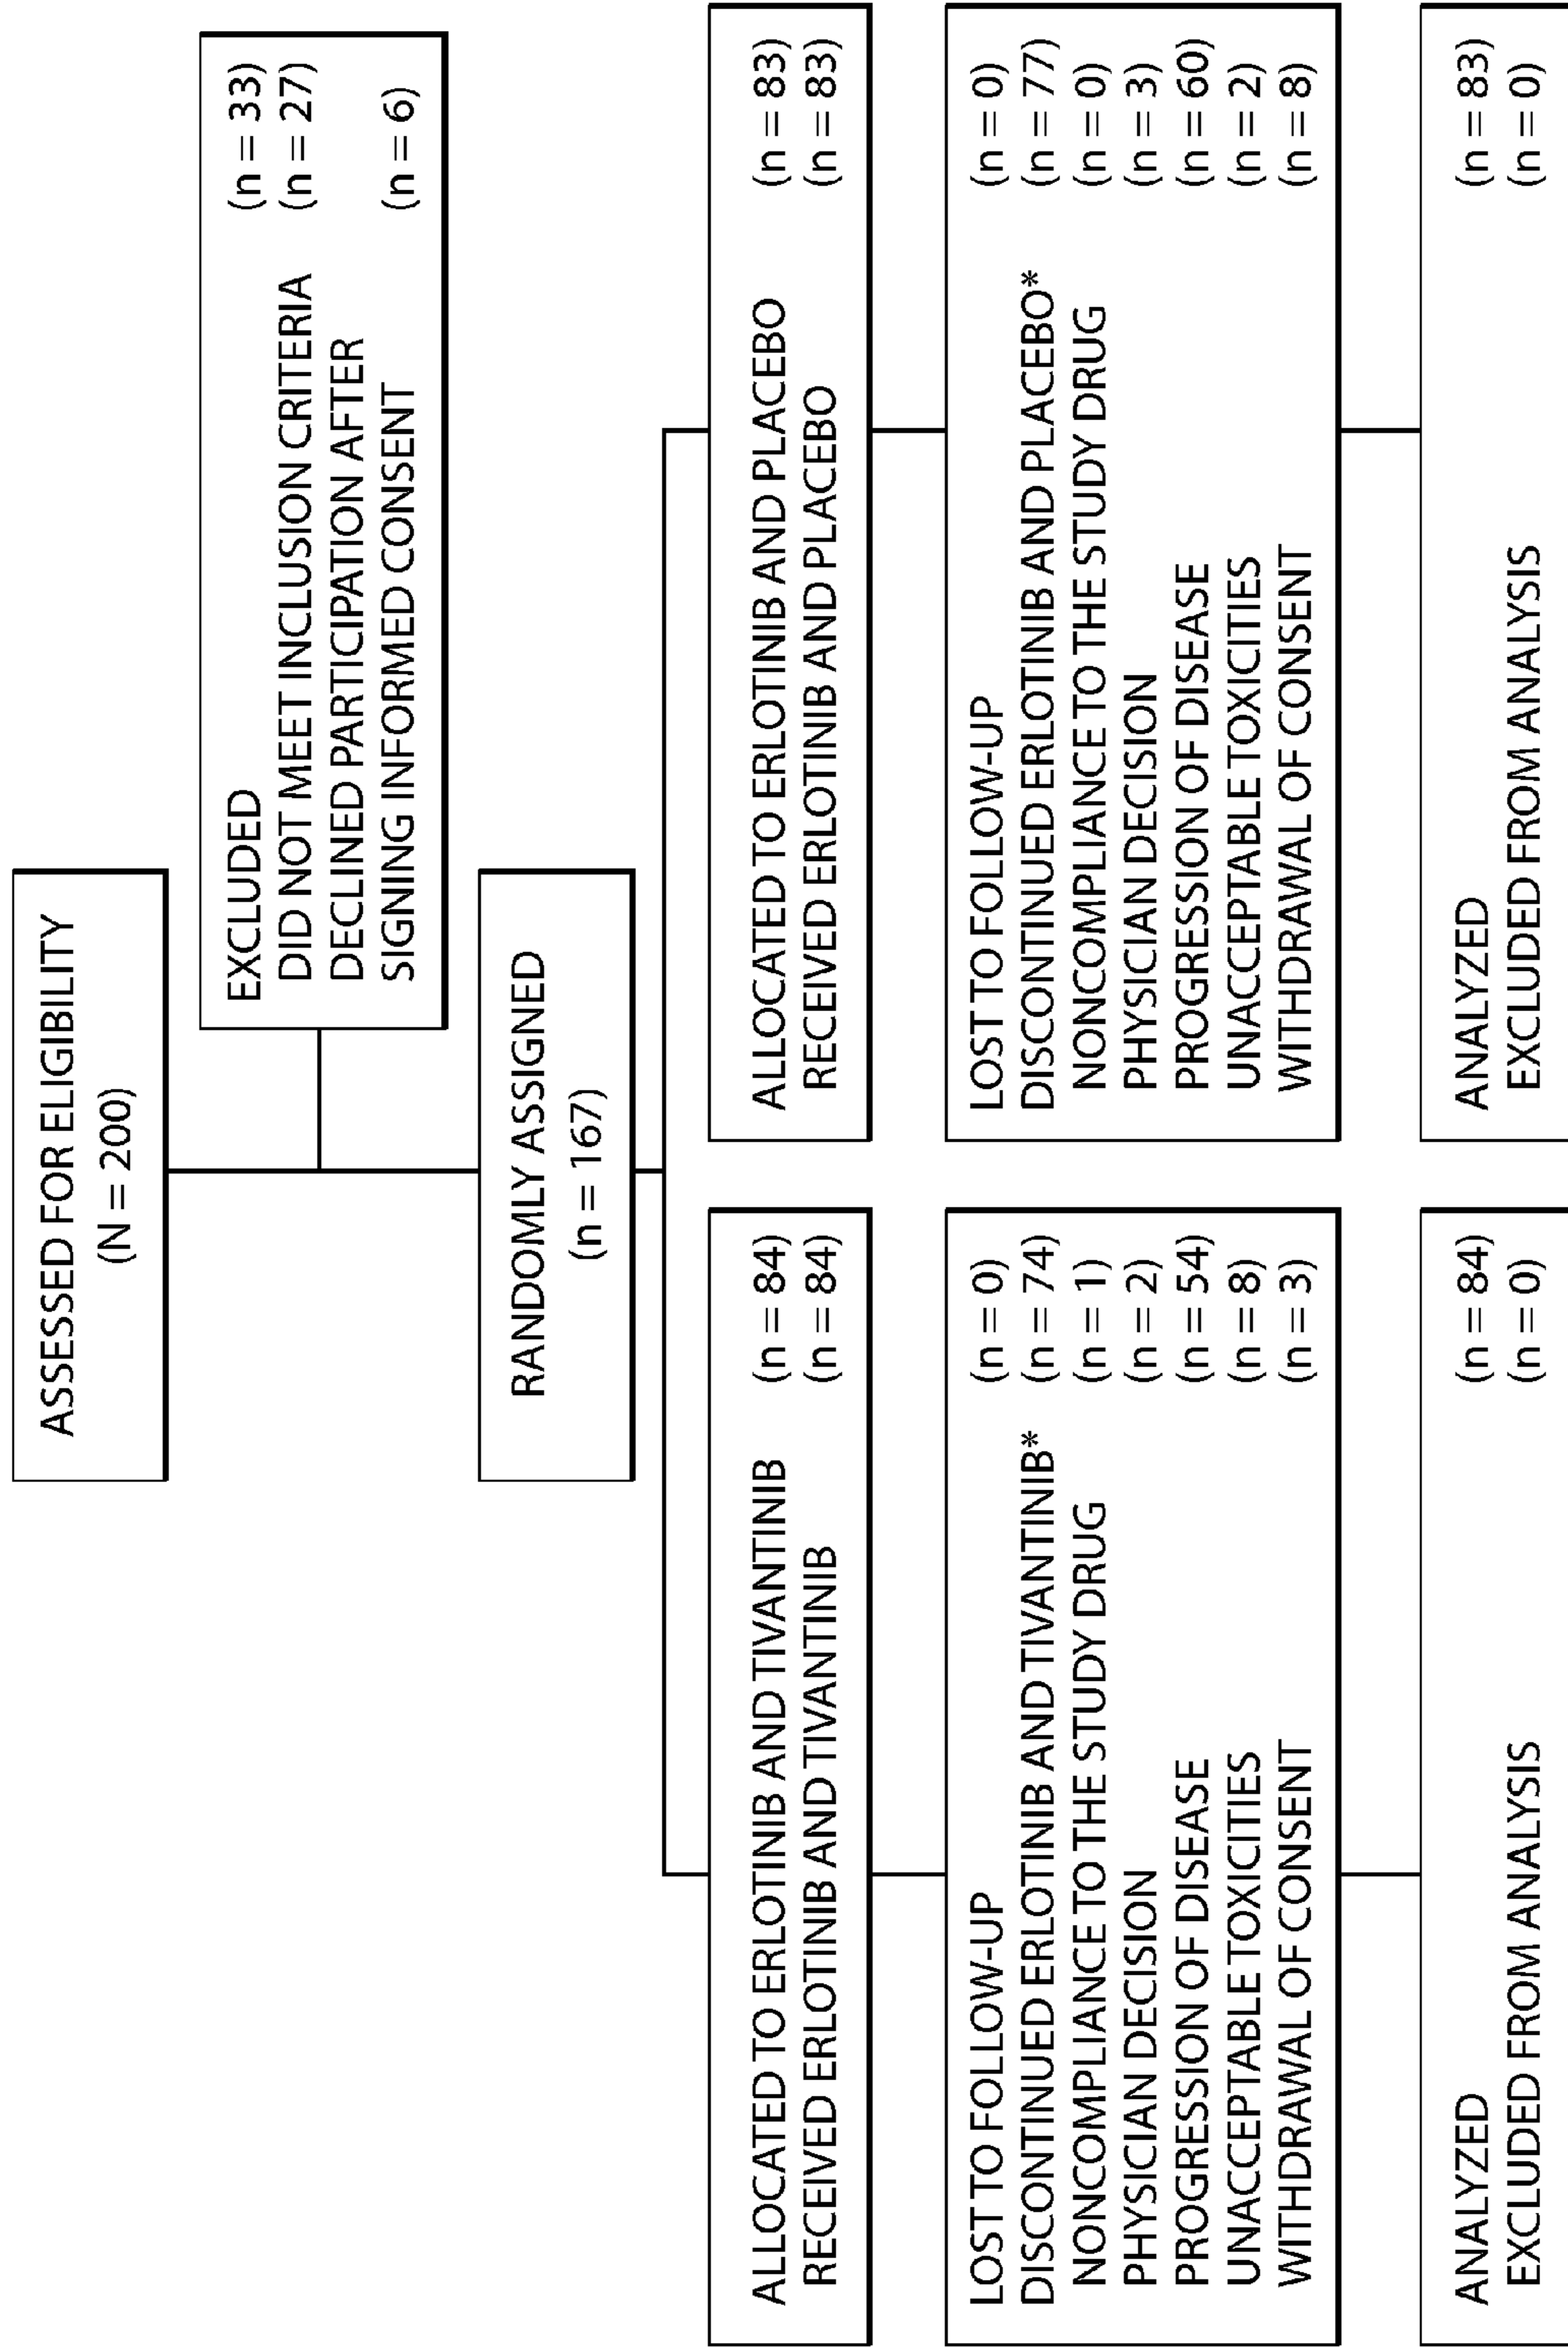 ASSESSED FOR ELIGIBILITY
(N = 200)
EXCLUDED (n = 33)
DID NOT MEET INCLUSION CRITERIA (n = 27)
DECLINED PARTICIPATION AFTER
SIGNING INFORMED CONSENT (n = 6)
RANDOMLY ASSIGNED
(n = 167)
ALLOCATED TO ERLOTINIB AND TIVANTINIB (n = 84)
RECEIVED ERLOTINIB AND TIVANTINIB (n = 84)
ALLOCATED TO ERLOTINIB AND PLACEBO (n = 83)
RECEIVED ERLOTINIB AND PLACEBO (n = 83)
LOST TO FOLLOW-UP (n = 0)
DISCONTINUED ERLOTINIB AND TIVANTINIB* (n = 74)
NONCOMPLIANCE TO THE STUDY DRUG (n = 1)
PHYSICIAN DECISION (n = 2)
PROGRESSION OF DISEASE (n = 54)
UNACCEPTABLE TOXICITIES (n = 8)
WITHDRAWAL OF CONSENT (n = 3)
LOST TO FOLLOW-UP (n = 0)
DISCONTINUED ERLOTINIB AND PLACEBO* (n = 77)
NONCOMPLIANCE TO THE STUDY DRUG (n = 0)
PHYSICIAN DECISION (n = 3)
PROGRESSION OF DISEASE (n = 60)
UNACCEPTABLE TOXICITIES (n = 2)
WITHDRAWAL OF CONSENT (n = 8)
ANALYZED (n = 84)
EXCLUDED FROM ANALYSIS (n = 0)
ANALYZED (n = 83)
EXCLUDED FROM ANALYSIS (n = 0)